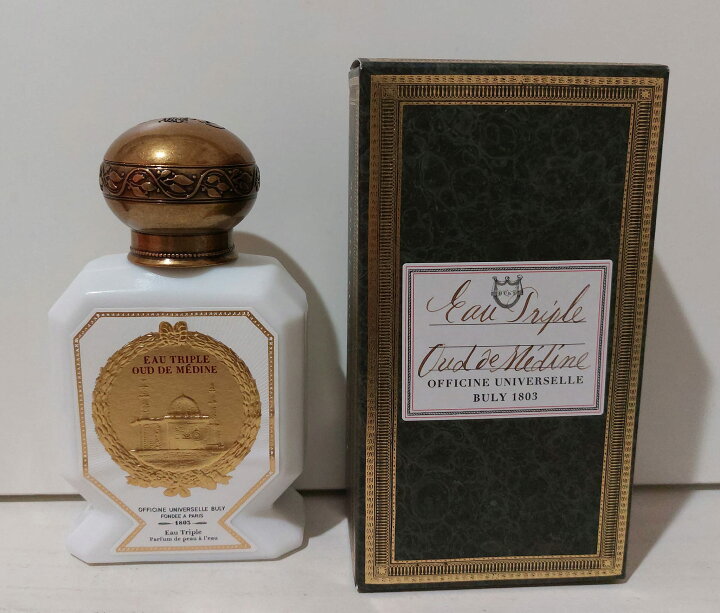 EAU TRIPLE
OUD DE MÉDINE
OFFICINE UNIVERSELLE BULY
FONDÉE A PARIS
1803
Eau Triple
Parfum de peau à l'eau
Eau Triple
Oud de Médine
OFFICINE UNIVERSELLE
BULY 1803